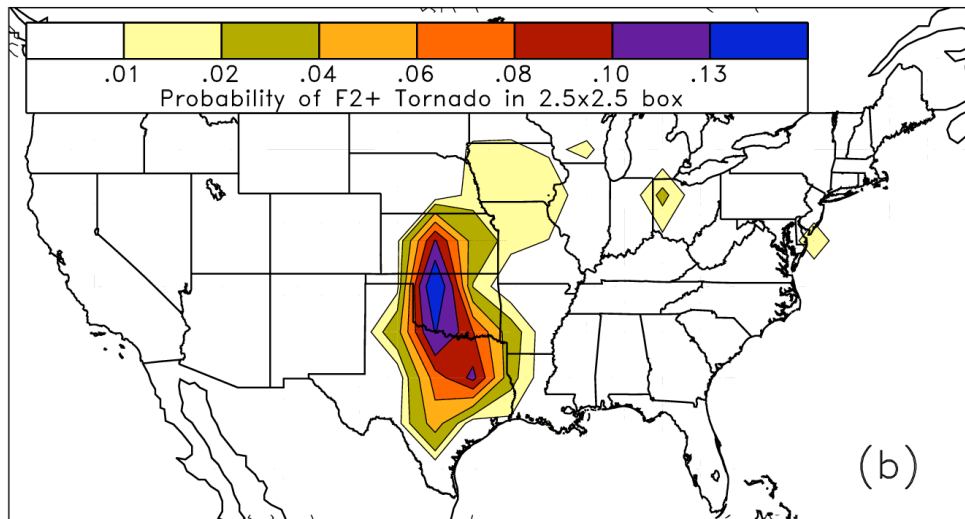 .01 .02 .04 .06 .08 .10 .13
Probability of F2+ Tornado in 2.5x2.5 box
(b)